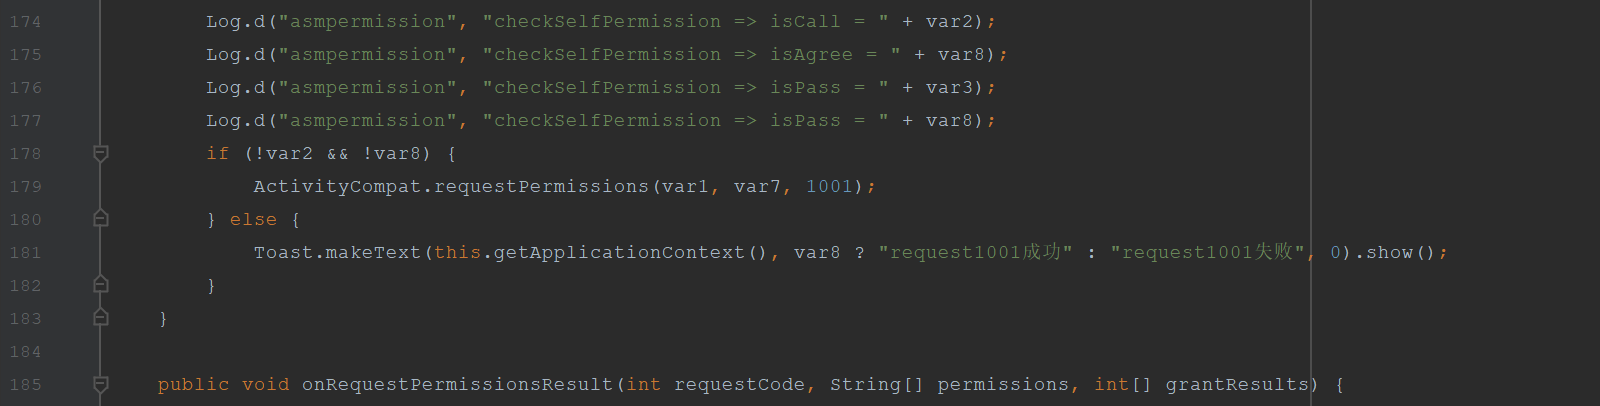 174 Log.d("asmpermission", "checkSelfPermission => isCall = " + var2);
175 Log.d("asmpermission", "checkSelfPermission => isAgree = " + var8);
176 Log.d("asmpermission", "checkSelfPermission => isPass = " + var3);
177 Log.d("asmpermission", "checkSelfPermission => isPass = " + var8);
178 if (!var2 && !var8) {
179 ActivityCompat.requestPermissions(var1, var7, 1001);
180 } else {
181 Toast.makeText(this.getApplicationContext(), var8 ? "request1001成功" : "request1001失败", 0).show();
182 }
183 }
184
185 public void onRequestPermissionsResult(int requestCode, String[] permissions, int[] grantResults) {